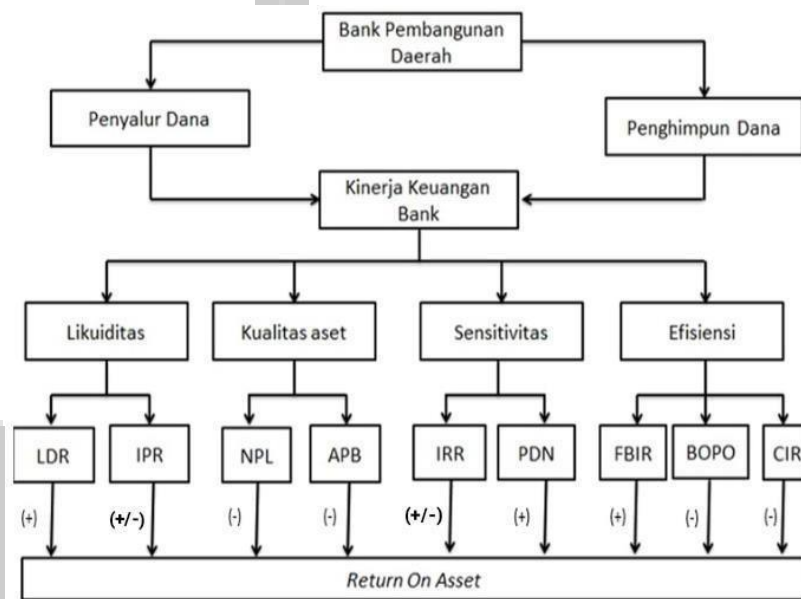 Bank Pembangunan
Daerah
Penyalur Dana
Penghimpun Dana
Kinerja Keuangan
Bank
Likuiditas
Kualitas aset
Sensitivitas
Efisiensi
LDR
IPR
NPL
APB
IRR
PDN
FBIR
BOPO
CIR
(+)
(+/-)
(-)
(-)
(+/-)
(+)
(+)
(-)
(-)
Return On Asset